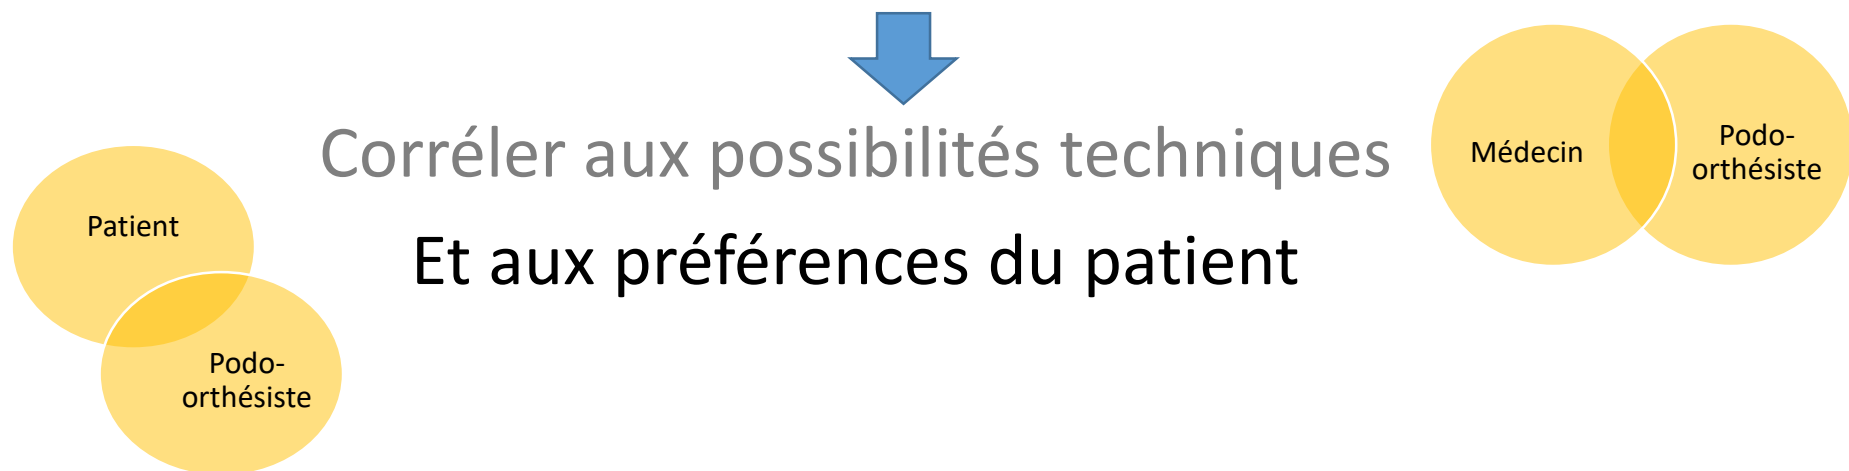 Corréler aux possibilités techniques
Et aux préférences du patient
Patient
Podo-
orthésiste
Médecin
Podo-
orthésiste